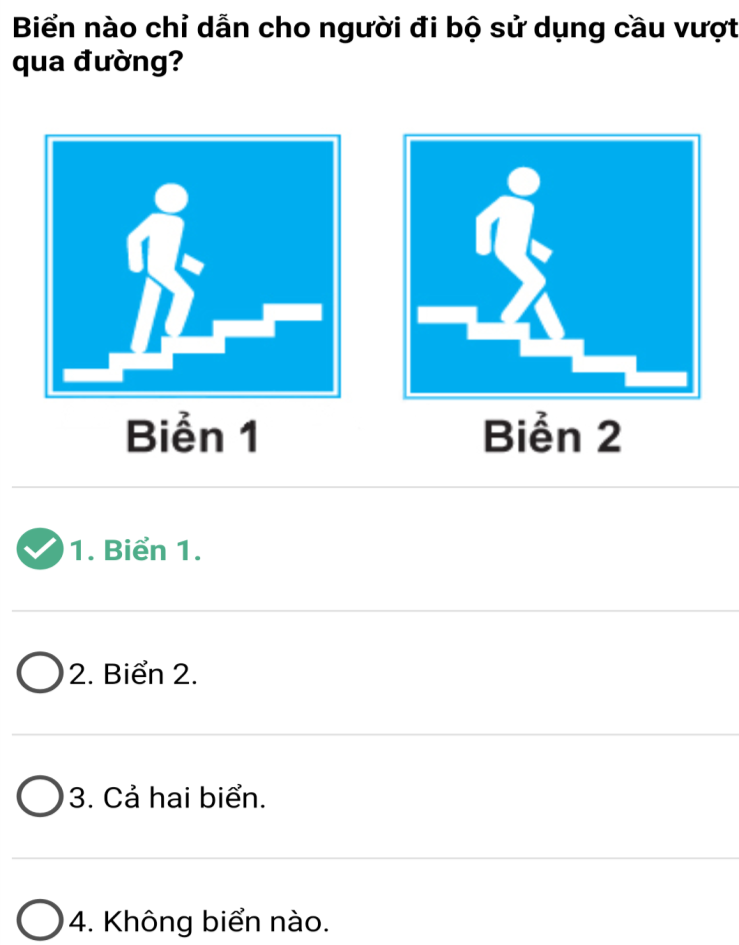 Biển nào chỉ dẫn cho người đi bộ sử dụng cầu vượt
qua đường?
Biển 1
Biển 2
1. Biển 1.
2. Biển 2.
3. Cả hai biển.
4. Không biển nào.